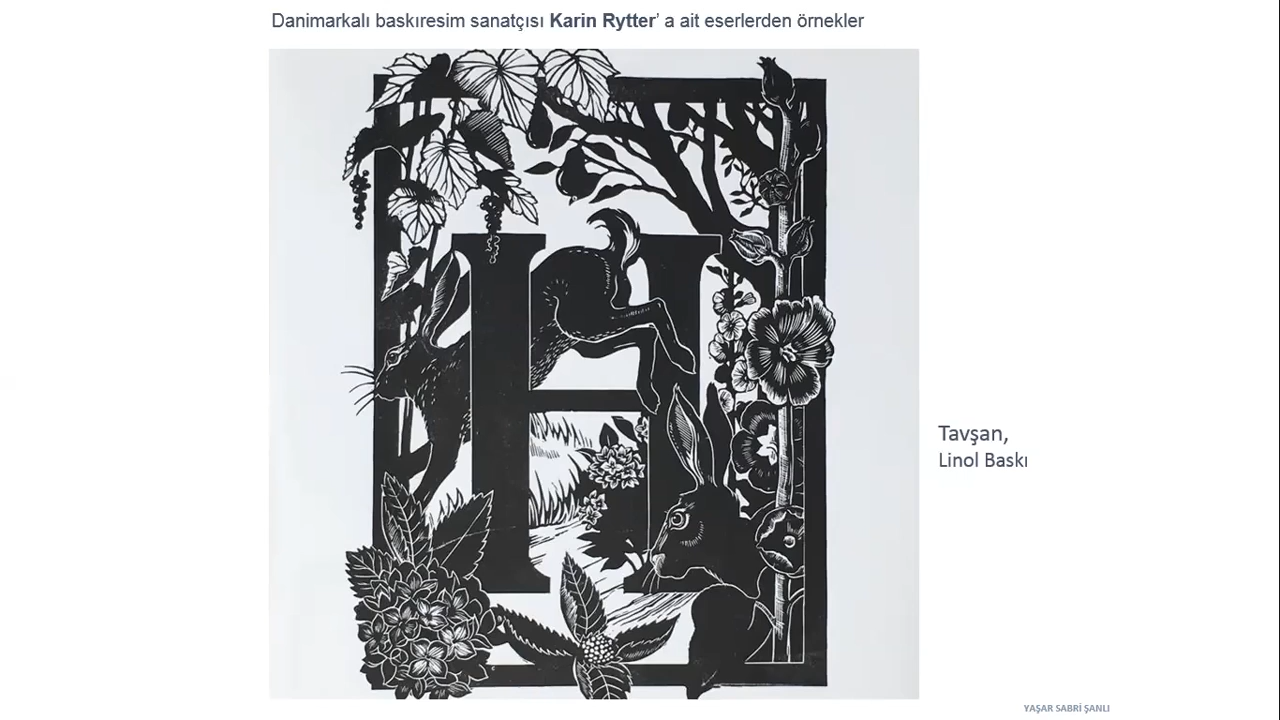 Danimarkalı baskıresim sanatçısı Karin Rytter' a ait eserlerden örnekler
H
Tavşan,
Linol Baskı
YAŞAR SABRİ ŞANLI